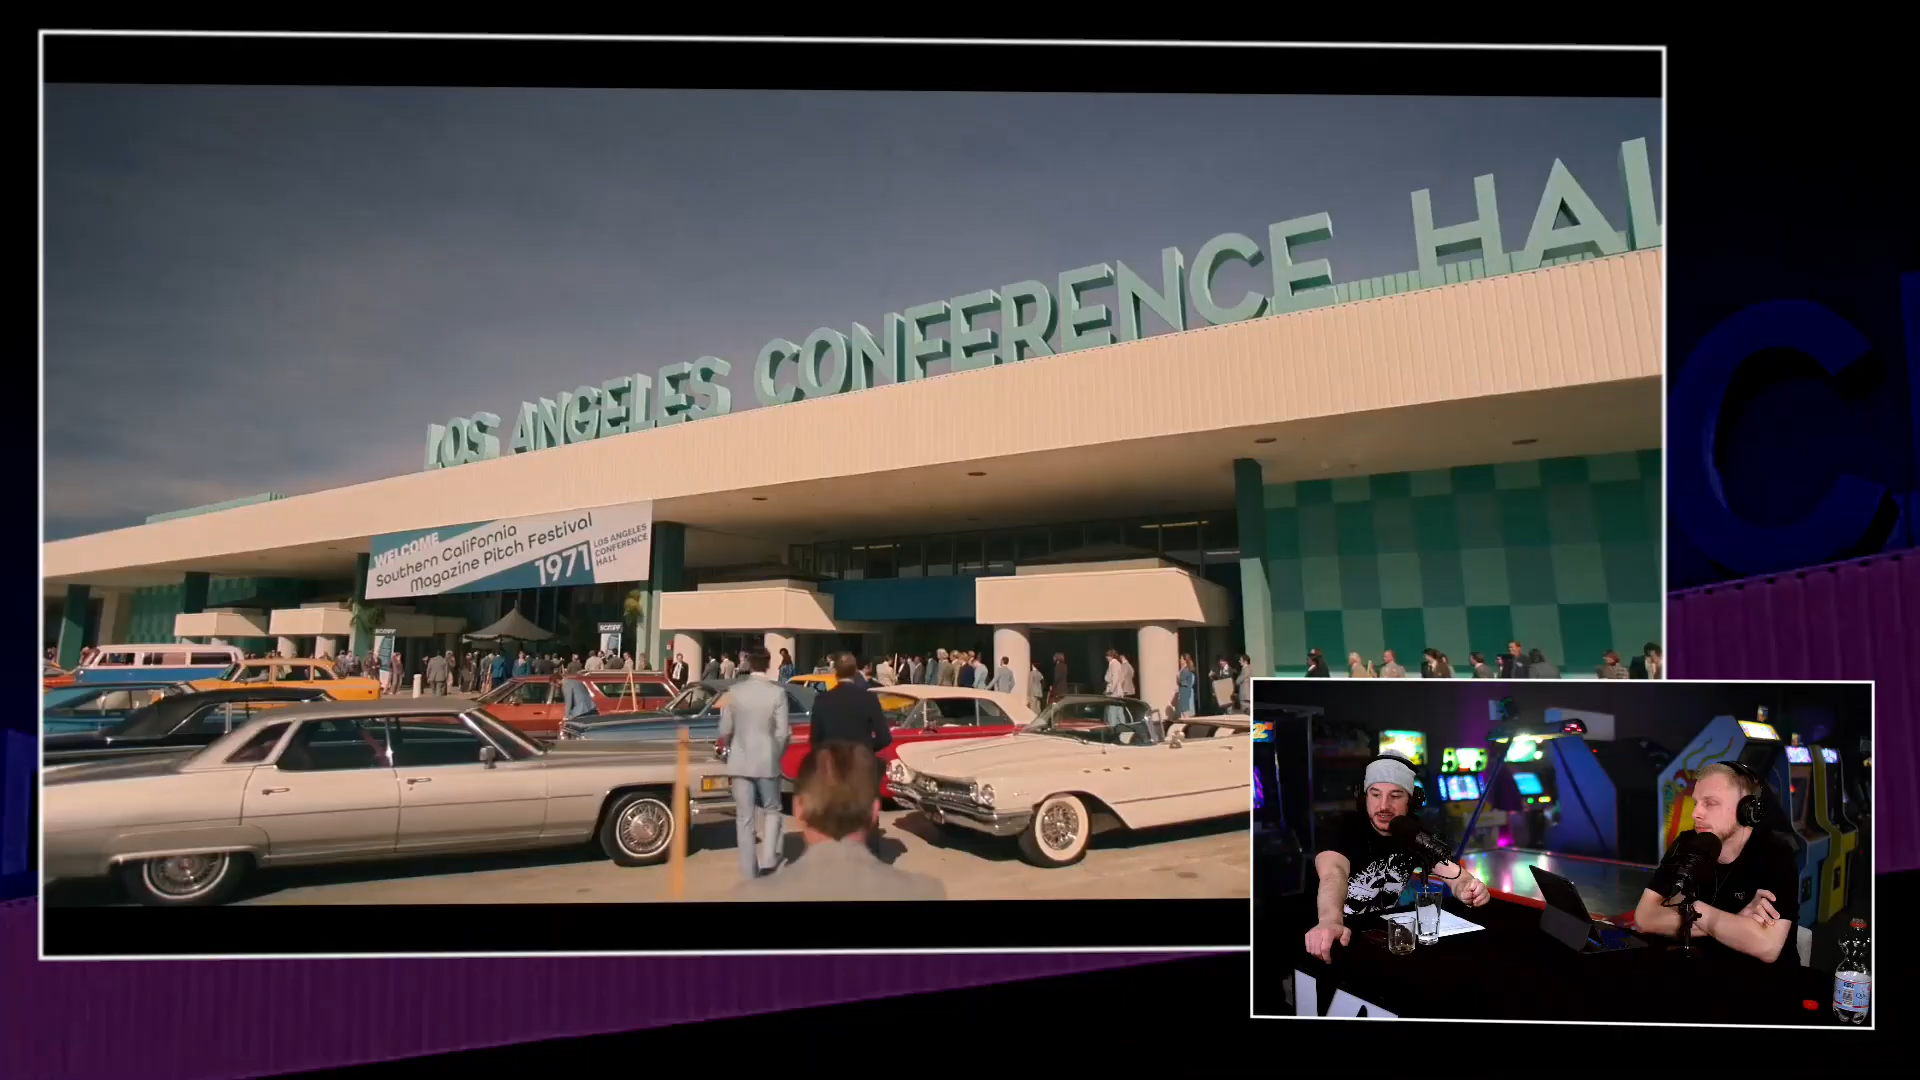 LOS ANGELES CONFERENCE HAL
WELCOME
Southern California
Magazine Pitch Festival
1971
LOS ANGELES
CONFERENCE
HALL